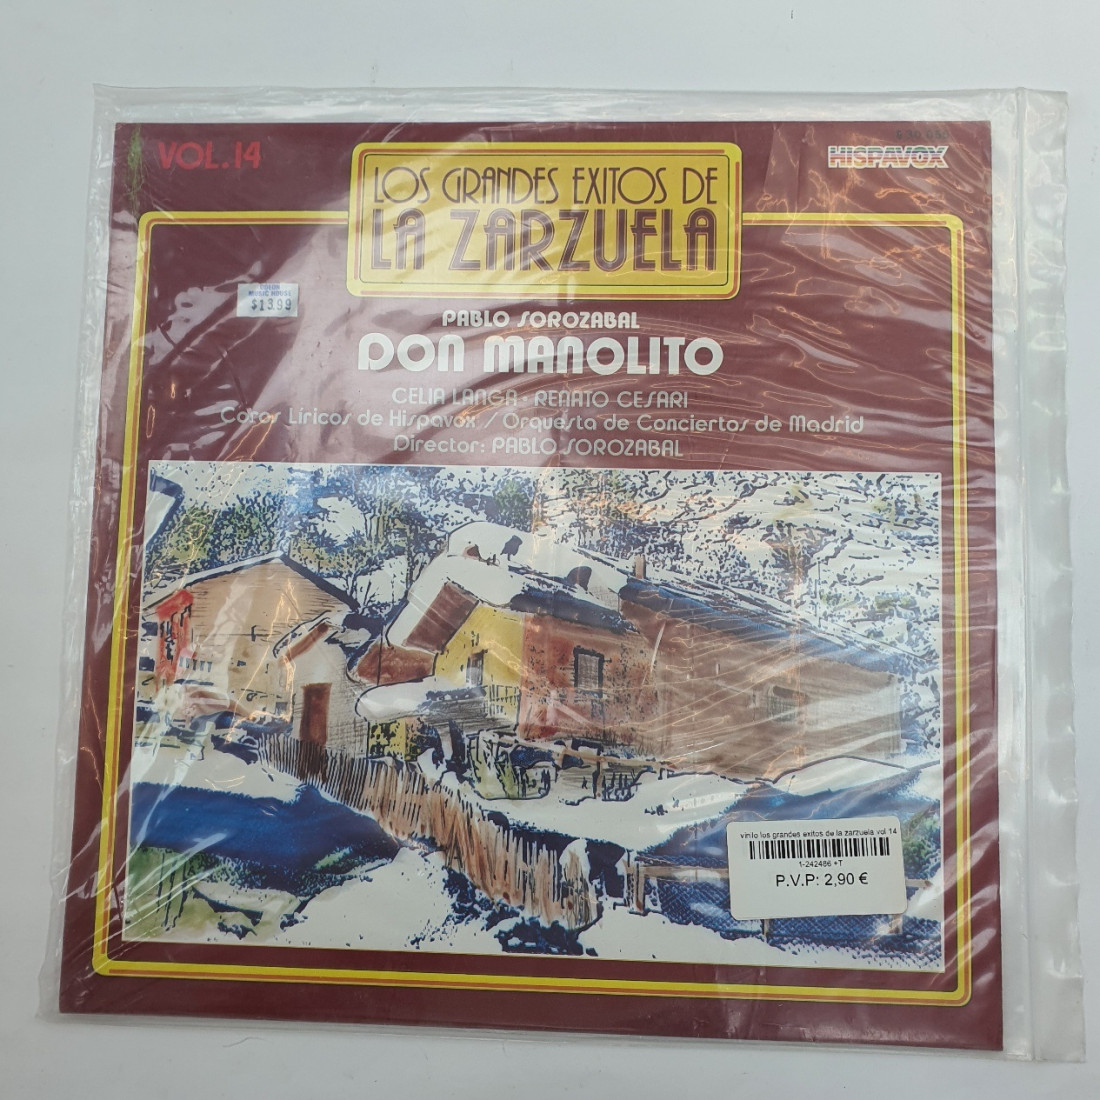 VOL.14
HISPAVOX
LOS GRANDES EXITOS DE
LA ZARZUELA
MUSIC HOUSE
$13.99
PABLO SOROZABAL
DON MANOLITO
CELIA LANGA · RENATO CESARI
Coros Líricos de Hispavox / Orquesta de Conciertos de Madrid
Director: PABLO SOROZABAL
vinilo los grandes exitos de la zarzuela vol 14
1-242486 +T
P.V.P: 2,90 €